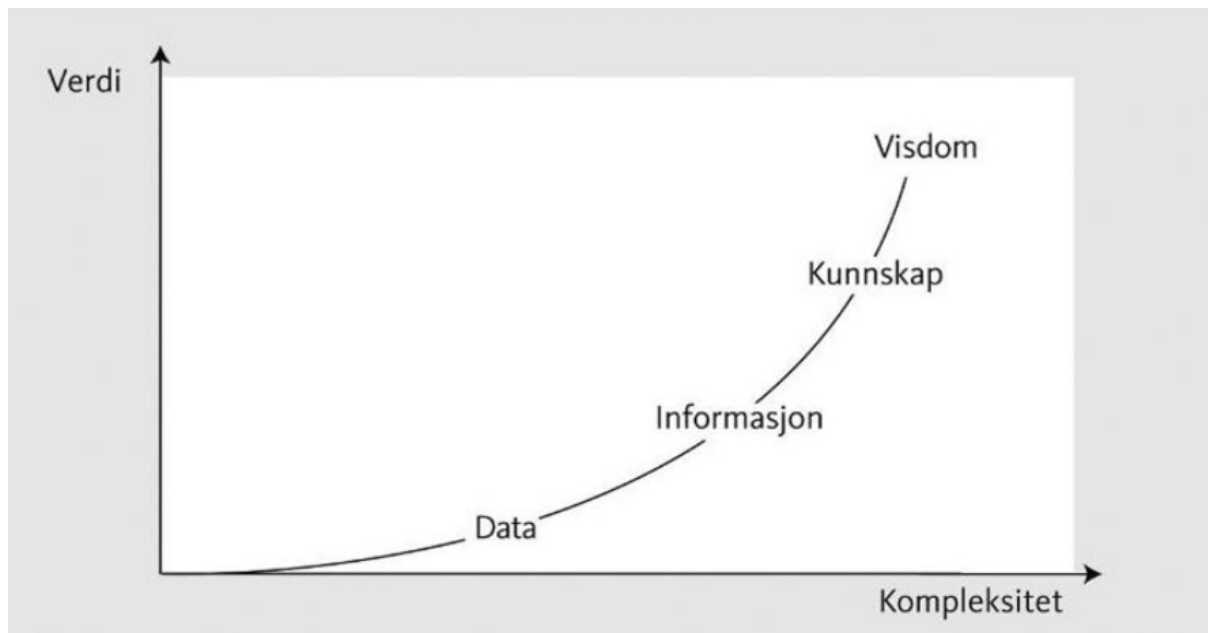 Verdi
Visdom
Kunnskap
Informasjon
Data
Kompleksitet